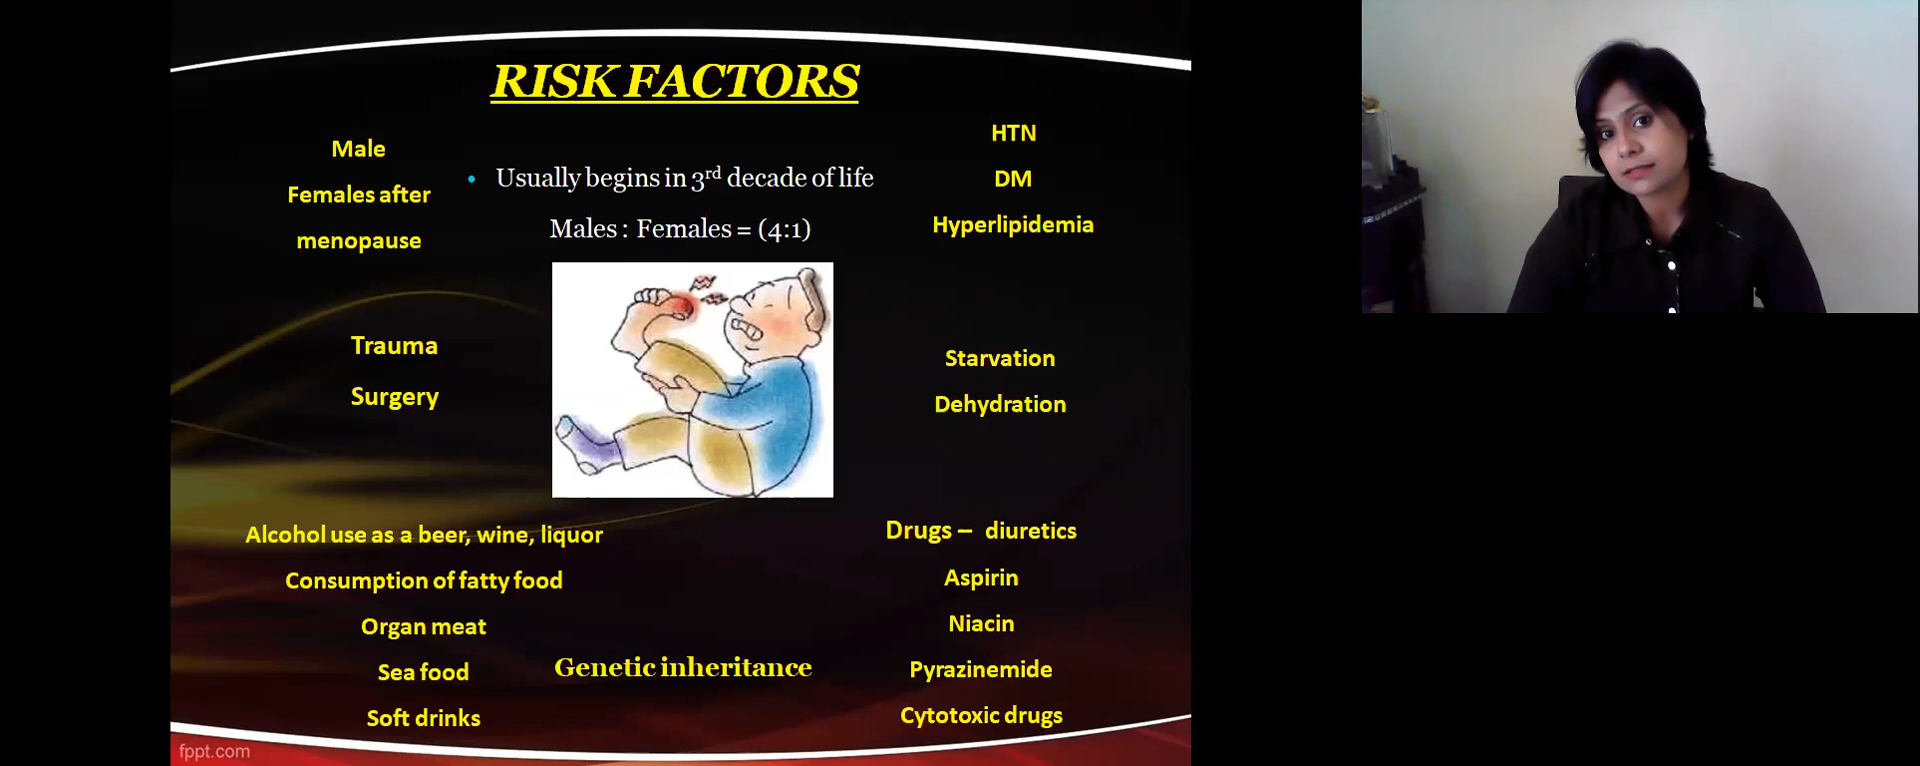 RISK FACTORS
Male
Females after
menopause
• Usually begins in 3rd decade of life
Males : Females = (4:1)
HTN
DM
Hyperlipidemia
Trauma
Surgery
Starvation
Dehydration
Alcohol use as a beer, wine, liquor
Consumption of fatty food
Organ meat
Sea food
Soft drinks
Genetic inheritance
Drugs – diuretics
Aspirin
Niacin
Pyrazinemide
Cytotoxic drugs
fppt.com